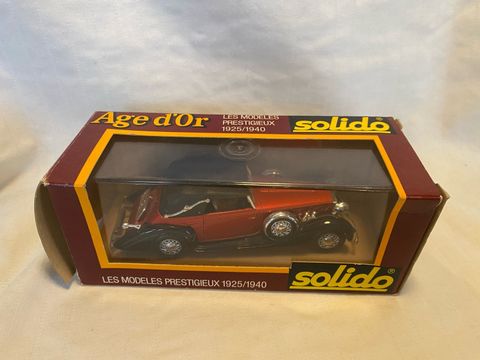 Age d'Or
LES MODELES
PRESTIGIEUX
1925/1940
solido®
LES MODELES PRESTIGIEUX 1925/1940
solido®